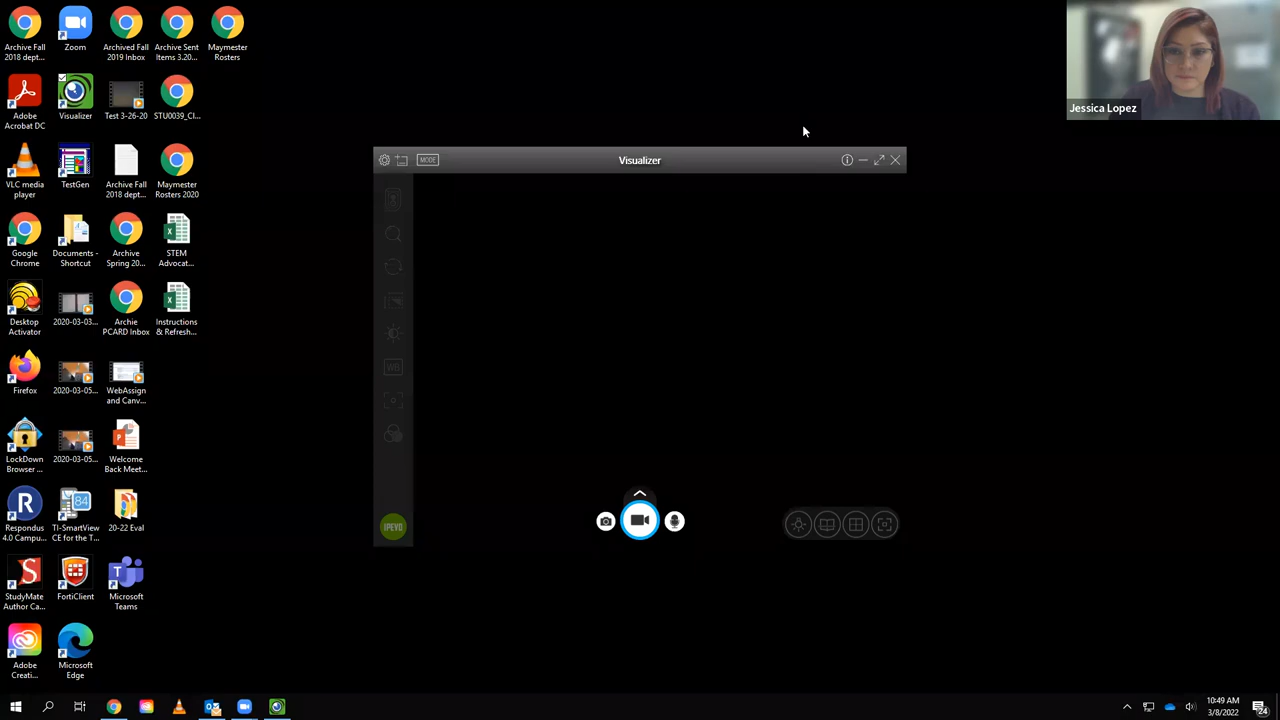 Archive Fall
2018 dept...
Zoom
Archived Fall
2019 Inbox
Archive Sent
Items 3.20...
Maymester
Rosters
Adobe
Acrobat DC
Visualizer
Test 3-26-20
STU0039_Cl...
VLC media
player
TestGen
Archive Fall
2018 dept...
Maymester
Rosters 2020
Google
Chrome
Documents -
Shortcut
Archive
Spring 20...
STEM
Advocat...
Desktop
Activator
2020-03-03...
Archie
PCARD Inbox
Instructions
& Refresh...
Firefox
2020-03-05...
WebAssign
and Canv...
LockDown
Browser ...
2020-03-05...
Welcome
Back Meet...
Respondus
4.0 Campu...
84
TI-SmartView
CE for the T...
20-22 Eval
StudyMate
Author Ca...
FortiClient
Microsoft
Teams
Adobe
Creati...
Microsoft
Edge
MODE
Visualizer
WB
IPEVO
Jessica Lopez
10:49 AM
3/8/2022
24